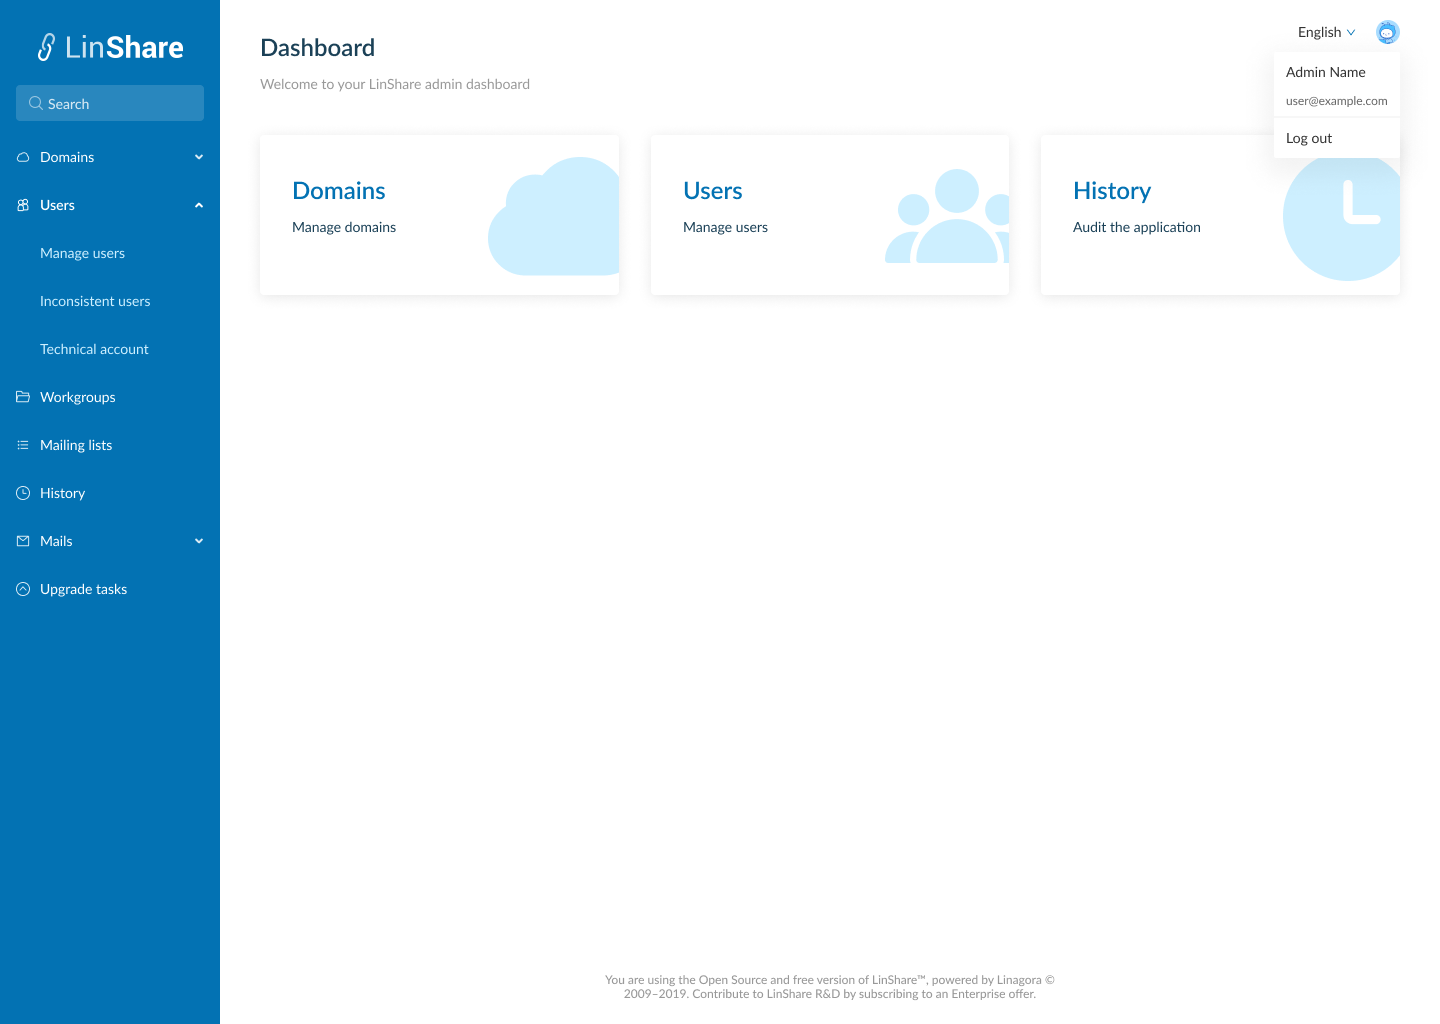 LinShare
Search
Domains
Users
Manage users
Inconsistent users
Technical account
Workgroups
Mailing lists
History
Mails
Upgrade tasks
Dashboard
Welcome to your LinShare admin dashboard
English
Admin Name
user@example.com
Log out
Domains
Manage domains
Users
Manage users
History
Audit the application
You are using the Open Source and free version of LinShare™, powered by Linagora ©
2009–2019. Contribute to LinShare R&D by subscribing to an Enterprise offer.